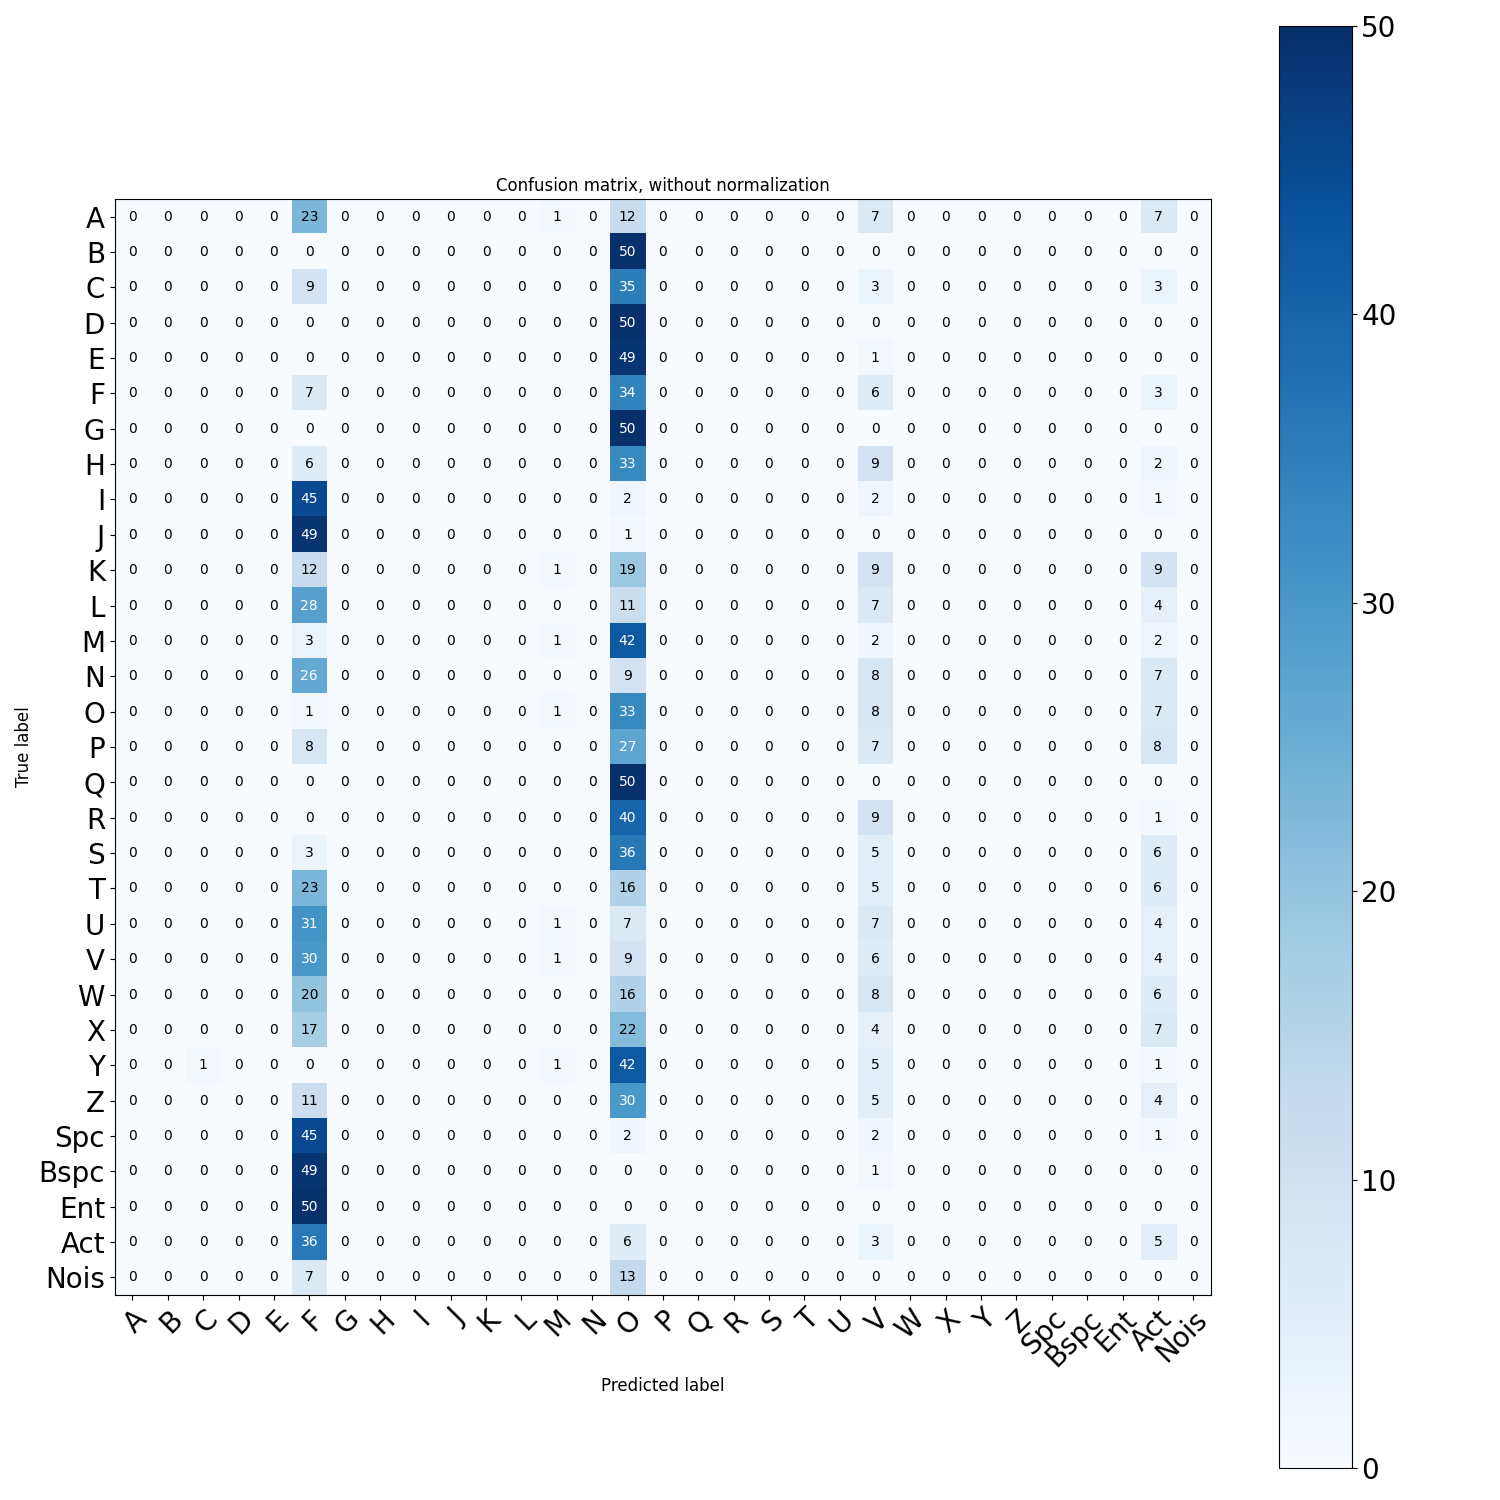 Confusion matrix, without normalization
50
40
30
20
10
0
True label
A 0 0 0 0 0 23 0 0 0 0 0 0 1 0 12 0 0 0 0 0 0 7 0 0 0 0 0 0 0 7 0
B 0 0 0 0 0 0 0 0 0 0 0 0 0 0 50 0 0 0 0 0 0 0 0 0 0 0 0 0 0 0 0
C 0 0 0 0 0 9 0 0 0 0 0 0 0 0 35 0 0 0 0 0 0 3 0 0 0 0 0 0 0 3 0
D 0 0 0 0 0 0 0 0 0 0 0 0 0 0 50 0 0 0 0 0 0 0 0 0 0 0 0 0 0 0 0
E 0 0 0 0 0 0 0 0 0 0 0 0 0 0 49 0 0 0 0 0 0 1 0 0 0 0 0 0 0 0 0
F 0 0 0 0 0 7 0 0 0 0 0 0 0 0 34 0 0 0 0 0 0 6 0 0 0 0 0 0 0 3 0
G 0 0 0 0 0 0 0 0 0 0 0 0 0 0 50 0 0 0 0 0 0 0 0 0 0 0 0 0 0 0 0
H 0 0 0 0 0 6 0 0 0 0 0 0 0 0 33 0 0 0 0 0 0 9 0 0 0 0 0 0 0 2 0
I 0 0 0 0 0 45 0 0 0 0 0 0 0 0 2 0 0 0 0 0 0 2 0 0 0 0 0 0 0 1 0
J 0 0 0 0 0 49 0 0 0 0 0 0 0 0 1 0 0 0 0 0 0 0 0 0 0 0 0 0 0 0 0
K 0 0 0 0 0 12 0 0 0 0 0 0 1 0 19 0 0 0 0 0 0 9 0 0 0 0 0 0 0 9 0
L 0 0 0 0 0 28 0 0 0 0 0 0 0 0 11 0 0 0 0 0 0 7 0 0 0 0 0 0 0 4 0
M 0 0 0 0 0 3 0 0 0 0 0 0 1 0 42 0 0 0 0 0 0 2 0 0 0 0 0 0 0 2 0
N 0 0 0 0 0 26 0 0 0 0 0 0 0 0 9 0 0 0 0 0 0 8 0 0 0 0 0 0 0 7 0
O 0 0 0 0 0 1 0 0 0 0 0 0 1 0 33 0 0 0 0 0 0 8 0 0 0 0 0 0 0 7 0
P 0 0 0 0 0 8 0 0 0 0 0 0 0 0 27 0 0 0 0 0 0 7 0 0 0 0 0 0 0 8 0
Q 0 0 0 0 0 0 0 0 0 0 0 0 0 0 50 0 0 0 0 0 0 0 0 0 0 0 0 0 0 0 0
R 0 0 0 0 0 0 0 0 0 0 0 0 0 0 40 0 0 0 0 0 0 9 0 0 0 0 0 0 0 1 0
S 0 0 0 0 0 3 0 0 0 0 0 0 0 0 36 0 0 0 0 0 0 5 0 0 0 0 0 0 0 6 0
T 0 0 0 0 0 23 0 0 0 0 0 0 0 0 16 0 0 0 0 0 0 5 0 0 0 0 0 0 0 6 0
U 0 0 0 0 0 31 0 0 0 0 0 0 1 0 7 0 0 0 0 0 0 7 0 0 0 0 0 0 0 4 0
V 0 0 0 0 0 30 0 0 0 0 0 0 1 0 9 0 0 0 0 0 0 6 0 0 0 0 0 0 0 4 0
W 0 0 0 0 0 20 0 0 0 0 0 0 0 0 16 0 0 0 0 0 0 8 0 0 0 0 0 0 0 6 0
X 0 0 0 0 0 17 0 0 0 0 0 0 0 0 22 0 0 0 0 0 0 4 0 0 0 0 0 0 0 7 0
Y 0 0 1 0 0 0 0 0 0 0 0 0 1 0 42 0 0 0 0 0 0 5 0 0 0 0 0 0 0 1 0
Z 0 0 0 0 0 11 0 0 0 0 0 0 0 0 30 0 0 0 0 0 0 5 0 0 0 0 0 0 0 4 0
Spc 0 0 0 0 0 45 0 0 0 0 0 0 0 0 2 0 0 0 0 0 0 2 0 0 0 0 0 0 0 1 0
Bspc 0 0 0 0 0 49 0 0 0 0 0 0 0 0 0 0 0 0 0 0 0 1 0 0 0 0 0 0 0 0 0
Ent 0 0 0 0 0 50 0 0 0 0 0 0 0 0 0 0 0 0 0 0 0 0 0 0 0 0 0 0 0 0 0
Act 0 0 0 0 0 36 0 0 0 0 0 0 0 0 6 0 0 0 0 0 0 3 0 0 0 0 0 0 0 5 0
Nois 0 0 0 0 0 7 0 0 0 0 0 0 0 0 13 0 0 0 0 0 0 0 0 0 0 0 0 0 0 0 0
A B C D E F G H I J K L M N O P Q R S T U V W X Y Z Spc Bspc Ent Act Nois
Predicted label